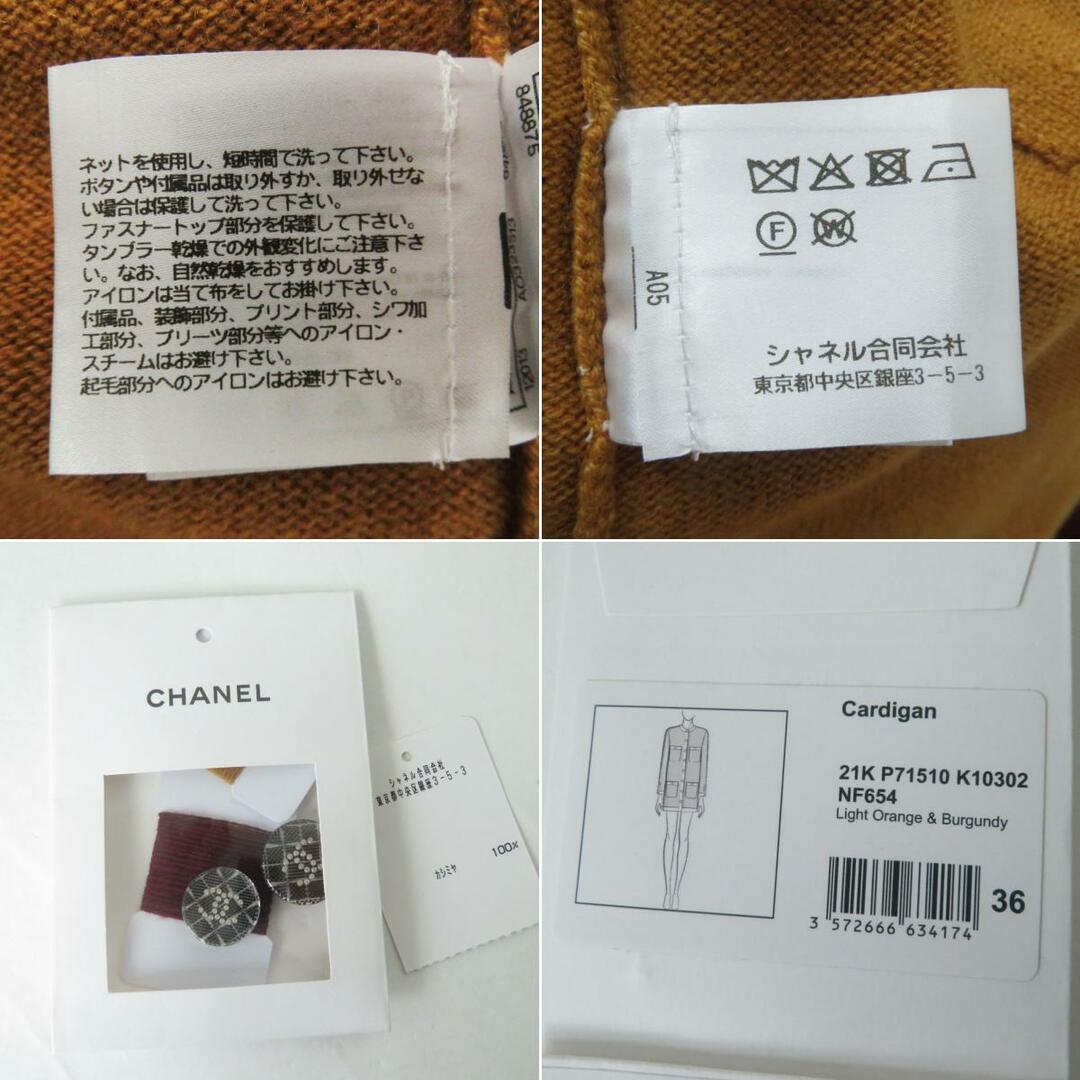 ネットを使用し、短時間で洗って下さい。
ボタンや付属品は取り外すか、取り外せな
い場合は保護して洗って下さい。
ファスナートップ部分を保護して下さい。
タンブラー乾燥での外観変化にご注意下さ
い。なお、自然乾燥をおすすめします。
アイロンは当て布をしてお掛け下さい。
付属品、装飾部分、プリント部分、シワ加
工部分、プリーツ部分等へのアイロン・
スチームはお避け下さい。
起毛部分へのアイロンはお避け下さい。
848875
F
W
A05
シャネル合同会社
東京都中央区銀座3-5-3
CHANEL
シャネル合同会社
東京都中央区銀座3-5-3
100%
カシミヤ
Cardigan
21K P71510 K10302
NF654
Light Orange & Burgundy
36
3 572666 634174